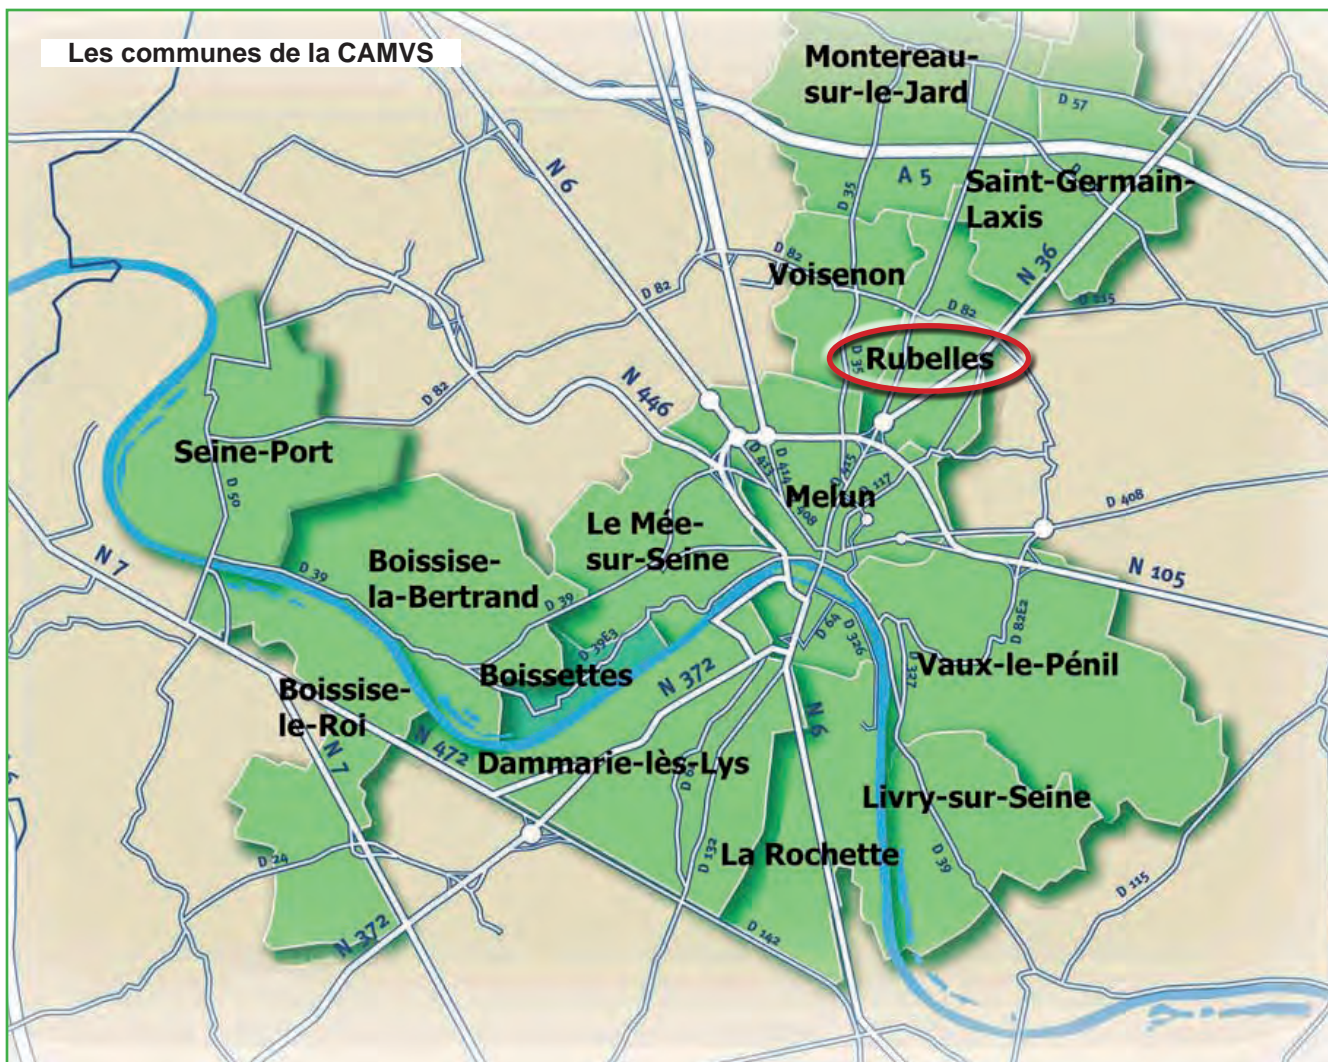 Les communes de la CAMVS
Montereau-
sur-le-Jard
D 57
N 6
D 35
A 5
Saint-Germain-
Laxis
N 36
D 82
Voisenon
D 82
D 82
D 115
D 35
Rubelles
N 446
D 82
Seine-Port
D 50
D 413
D 414
D 415
D 117
Melun
408
D 408
Le Mée-
sur-Seine
N 7
D 39
Boissise-
la-Bertrand
D 39
N 105
D 82E2
D 39E3
D 64
D 326
D 327
Vaux-le-Pénil
Boissettes
N 372
Boissise-
le-Roi
N 6
N 7
N 472
Dammarie-lès-Lys
Livry-sur-Seine
La Rochette
D 132
D 39
D 24
D 115
N 372
D 142